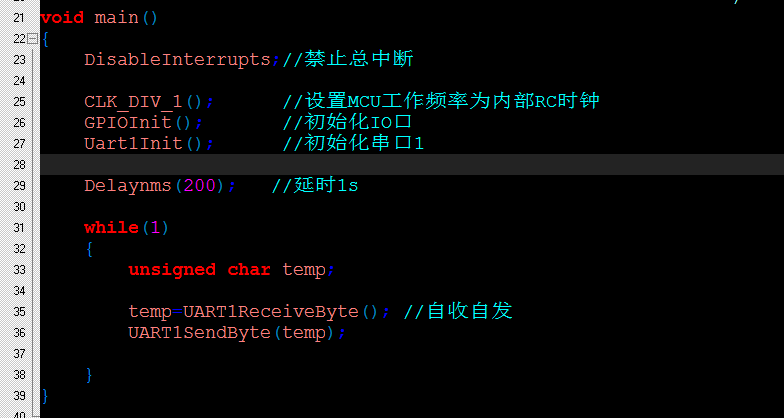 21 void main()
22 {
23 DisableInterrupts;//禁止总中断
24
25 CLK_DIV_1(); //设置MCU工作频率为内部RC时钟
26 GPIOInit(); //初始化IO口
27 Uart1Init(); //初始化串口1
28
29 Delaynms(200); //延时1s
30
31 while(1)
32 {
33 unsigned char temp;
34
35 temp=UART1ReceiveByte(); //自收自发
36 UART1SendByte(temp);
37
38 }
39 }